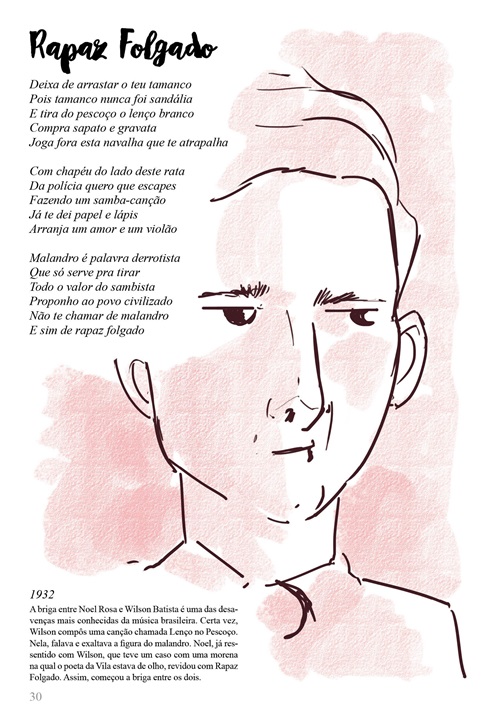 Rapaz Folgado
Deixa de arrastar o teu tamanco
Pois tamanco nunca foi sandália
E tira do pescoço o lenço branco
Compra sapato e gravata
Joga fora esta navalha que te atrapalha
Com chapéu do lado deste rata
Da polícia quero que escapes
Fazendo um samba-canção
Já te dei papel e lápis
Arranja um amor e um violão
Malandro é palavra derrotista
Que só serve pra tirar
Todo o valor do sambista
Proponho ao povo civilizado
Não te chamar de malandro
E sim de rapaz folgado
1932
A briga entre Noel Rosa e Wilson Batista é uma das desa-
venças mais conhecidas da música brasileira. Certa vez,
Wilson compôs uma canção chamada Lenço no Pescoço.
Nela, falava e exaltava a figura do malandro. Noel, já res-
sentido com Wilson, que teve um caso com uma morena
na qual o poeta da Vila estava de olho, revidou com Rapaz
Folgado. Assim, começou a briga entre os dois.
30